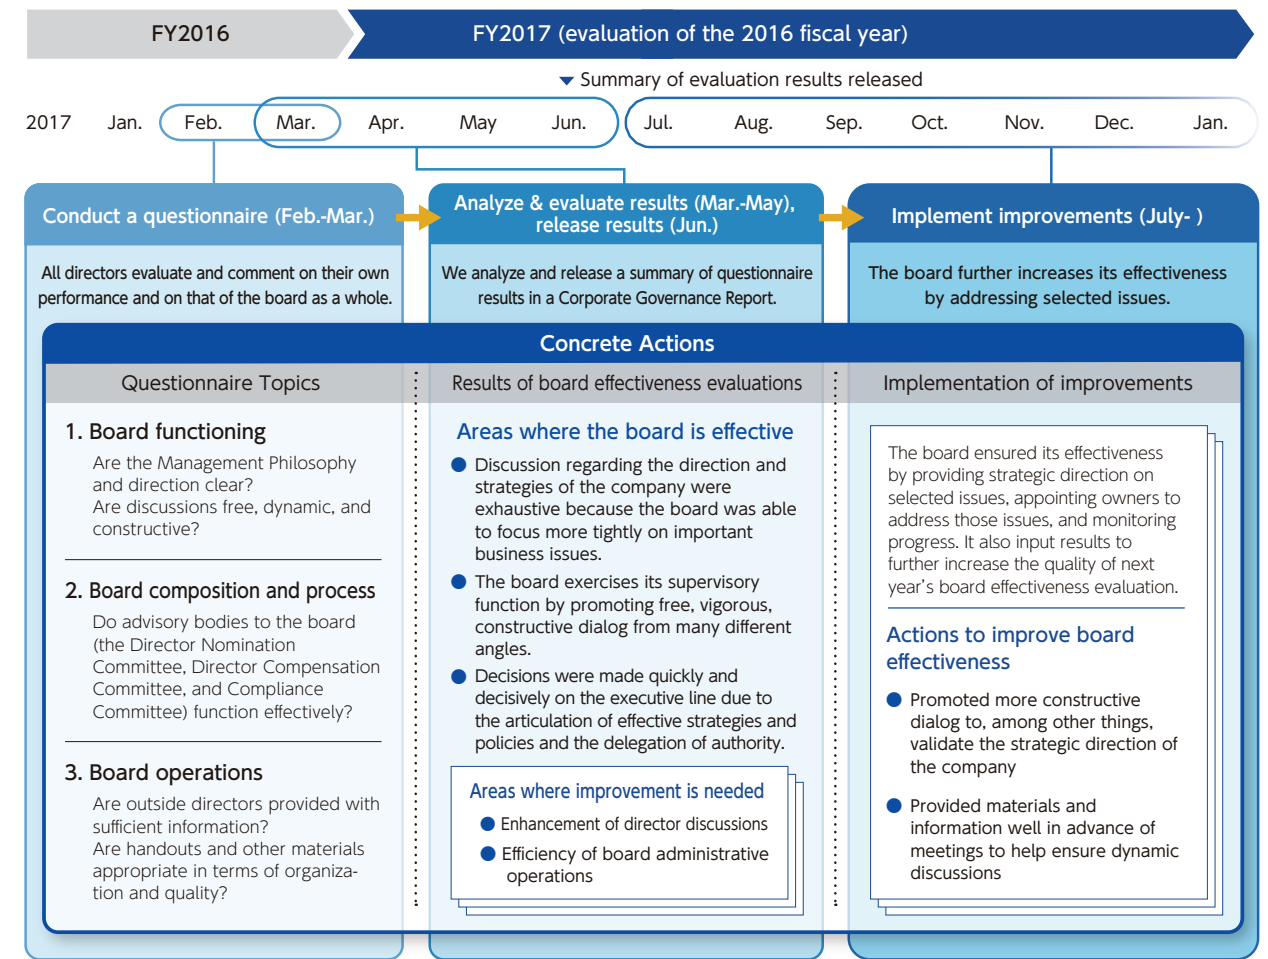 FY2016
FY2017 (evaluation of the 2016 fiscal year)
Summary of evaluation results released
2017 Jan. Feb. Mar. Apr. May Jun. Jul. Aug. Sep. Oct. Nov. Dec. Jan.
Conduct a questionnaire (Feb.-Mar.)
All directors evaluate and comment on their own
performance and on that of the board as a whole.
Analyze & evaluate results (Mar.-May),
release results (Jun.)
We analyze and release a summary of questionnaire
results in a Corporate Governance Report.
Implement improvements (July- )
The board further increases its effectiveness
by addressing selected issues.
Concrete Actions
Questionnaire Topics
1. Board functioning
Are the Management Philosophy
and direction clear?
Are discussions free, dynamic, and
constructive?
2. Board composition and process
Do advisory bodies to the board
(the Director Nomination
Committee, Director Compensation
Committee, and Compliance
Committee) function effectively?
3. Board operations
Are outside directors provided with
sufficient information?
Are handouts and other materials
appropriate in terms of organiza-
tion and quality?
Results of board effectiveness evaluations
Areas where the board is effective
● Discussion regarding the direction and
strategies of the company were
exhaustive because the board was able
to focus more tightly on important
business issues.
● The board exercises its supervisory
function by promoting free, vigorous,
constructive dialog from many different
angles.
● Decisions were made quickly and
decisively on the executive line due to
the articulation of effective strategies and
policies and the delegation of authority.
Areas where improvement is needed
● Enhancement of director discussions
● Efficiency of board administrative
operations
Implementation of improvements
The board ensured its effectiveness
by providing strategic direction on
selected issues, appointing owners to
address those issues, and monitoring
progress. It also input results to
further increase the quality of next
year's board effectiveness evaluation.
Actions to improve board
effectiveness
● Promoted more constructive
dialog to, among other things,
validate the strategic direction of
the company
● Provided materials and
information well in advance of
meetings to help ensure dynamic
discussions